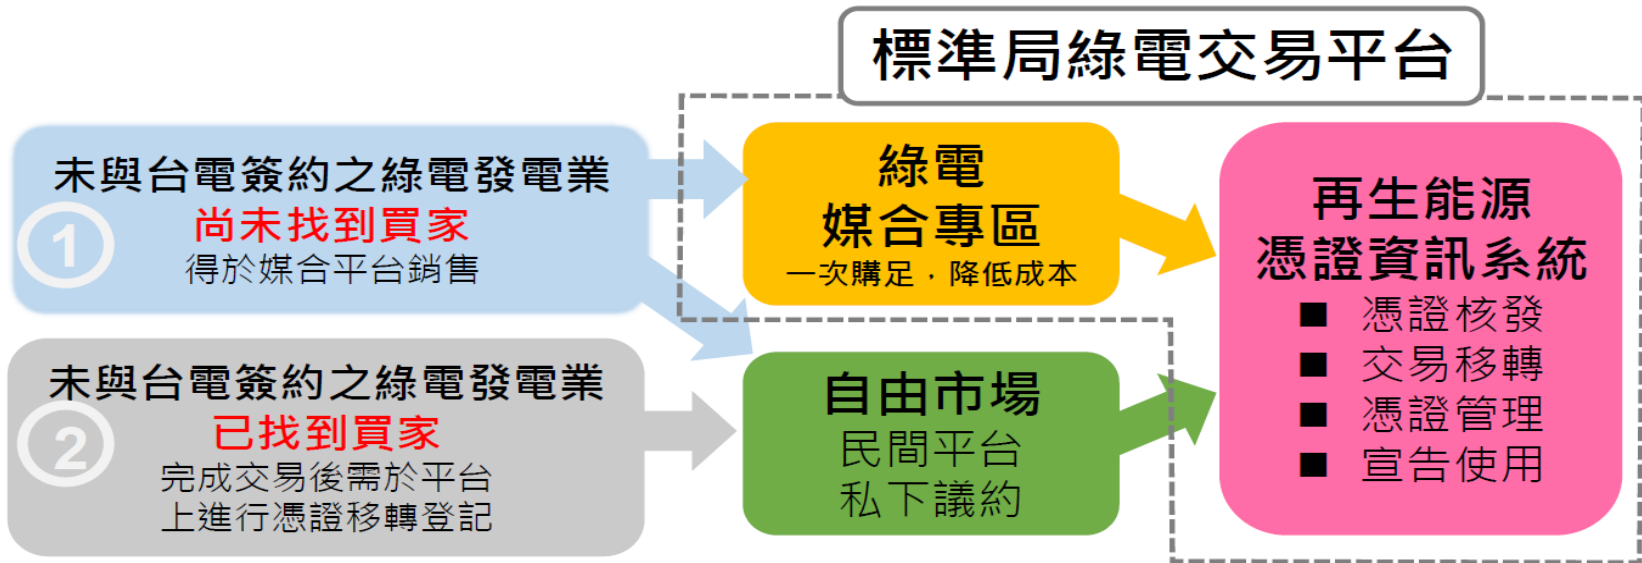 標準局綠電交易平台
未與台電簽約之綠電發電業
尚未找到買家
1
得於媒合平台銷售
綠電
媒合專區
一次購足，降低成本
未與台電簽約之綠電發電業
已找到買家
2
完成交易後需於平台
上進行憑證移轉登記
自由市場
民間平台
私下議約
再生能源
憑證資訊系統
■ 憑證核發
■ 交易移轉
■ 憑證管理
■ 宣告使用